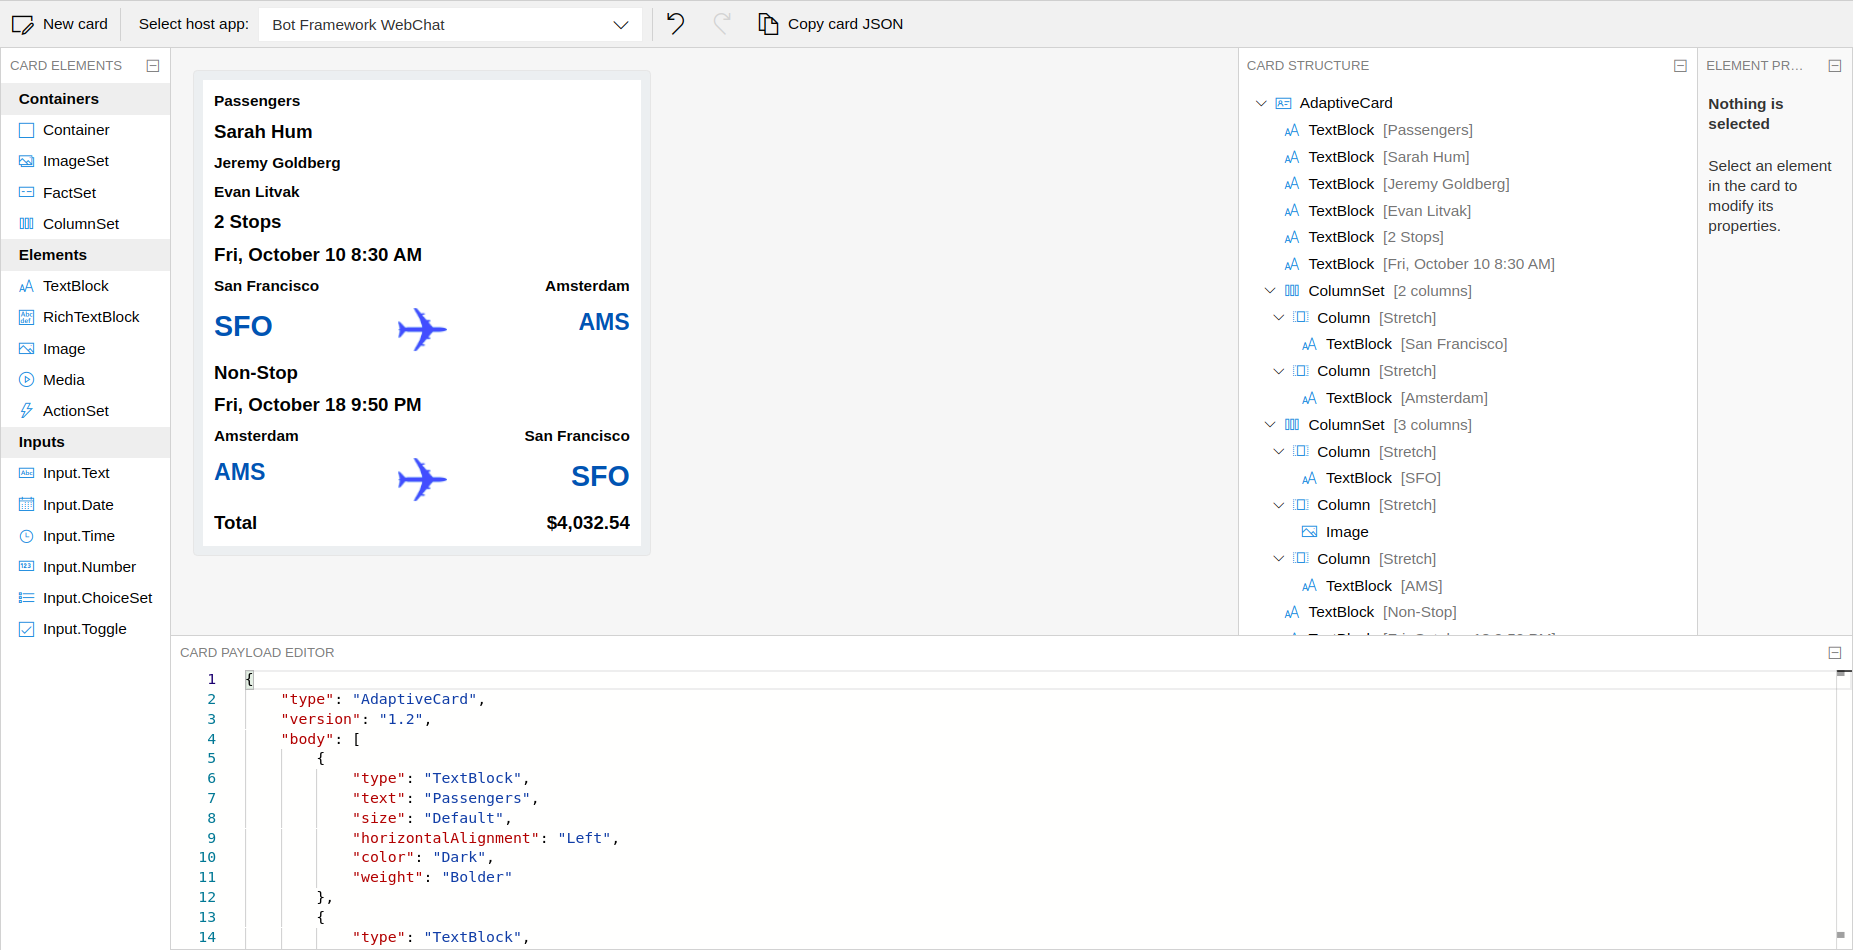 New card
Select host app:
Bot Framework WebChat
Copy card JSON
CARD ELEMENTS
Containers
Container
ImageSet
FactSet
ColumnSet
Elements
TextBlock
RichTextBlock
Image
Media
ActionSet
Inputs
Input.Text
Input.Date
Input.Time
Input.Number
Input.ChoiceSet
Input.Toggle
Passengers
Sarah Hum
Jeremy Goldberg
Evan Litvak
2 Stops
Fri, October 10 8:30 AM
San Francisco Amsterdam
SFO AMS
Non-Stop
Fri, October 18 9:50 PM
Amsterdam San Francisco
AMS SFO
Total $4,032.54
CARD STRUCTURE
AdaptiveCard
TextBlock [Passengers]
TextBlock [Sarah Hum]
TextBlock [Jeremy Goldberg]
TextBlock [Evan Litvak]
TextBlock [2 Stops]
TextBlock [Fri, October 10 8:30 AM]
ColumnSet [2 columns]
Column [Stretch]
TextBlock [San Francisco]
Column [Stretch]
TextBlock [Amsterdam]
ColumnSet [3 columns]
Column [Stretch]
TextBlock [SFO]
Column [Stretch]
Image
Column [Stretch]
TextBlock [AMS]
TextBlock [Non-Stop]
ELEMENT PR...
Nothing is
selected
Select an element
in the card to
modify its
properties.
CARD PAYLOAD EDITOR
1 {
2 "type": "AdaptiveCard",
3 "version": "1.2",
4 "body": [
5 {
6 "type": "TextBlock",
7 "text": "Passengers",
8 "size": "Default",
9 "horizontalAlignment": "Left",
10 "color": "Dark",
11 "weight": "Bolder"
12 },
13 {
14 "type": "TextBlock",